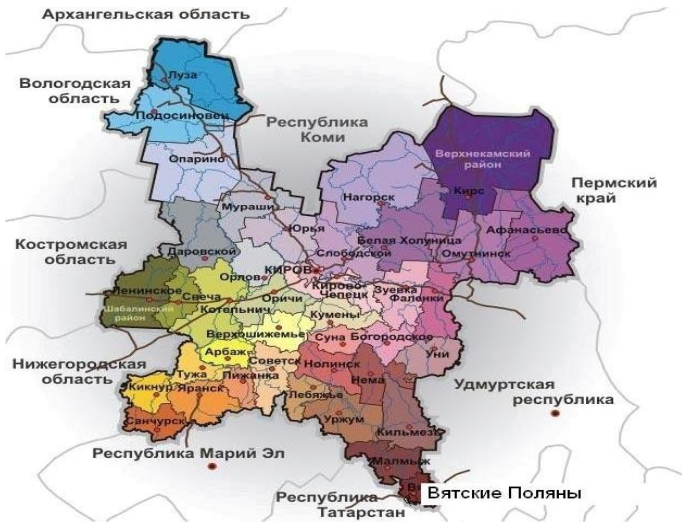 Архангельская область
Луза
Вологодская
область
Подосиновец
Республика
Коми
Опарино
Верхнекамский
район
Пермский
край
Кирс
Нагорск
Мураши
Юрья
Афанасьево
Костромская
область
Даровской
Слободской
Белая Холуница
Омутнинск
Орлов
КИРОВ
Кирово-
Чепецк
Зуевка
Фаленки
Ленинское
Свеча
Шабалинский
район
Котельнич
Оричи
Кумены
Верхошижемье
Суна
Богородское
Уни
Нижегородская
область
Арбаж
Советск
Тужа
Пижанка
Нолинск
Нема
Кикнур
Яранск
Лебяжье
Удмуртская
республика
Санчурск
Уржум
Кильмезь
Республика Марий Эл
Малмыж
Вятские Поляны
Республика
Татарстан